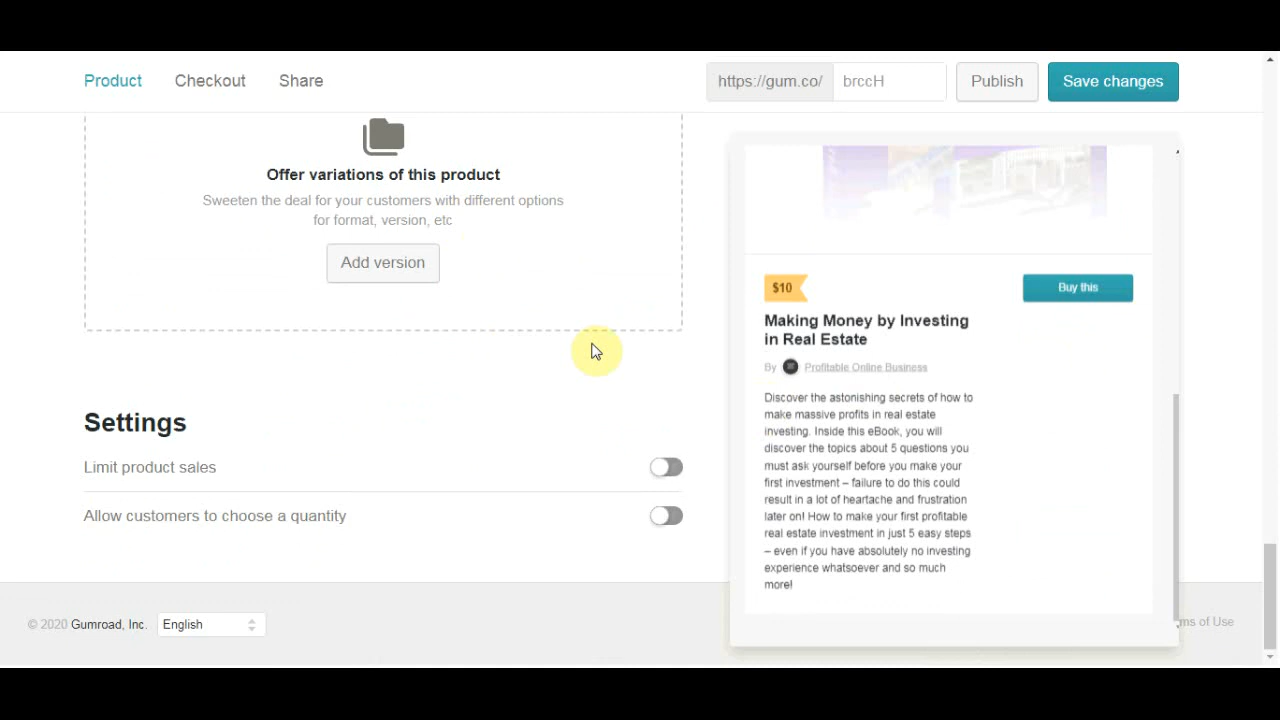 Product
Checkout
Share
https://gum.co/
brccH
Publish
Save changes
Offer variations of this product
Sweeten the deal for your customers with different options
for format, version, etc
Add version
Settings
Limit product sales
Allow customers to choose a quantity
$10
Buy this
Making Money by Investing
in Real Estate
By Profitable Online Business
Discover the astonishing secrets of how to
make massive profits in real estate
investing. Inside this eBook, you will
discover the topics about 5 questions you
must ask yourself before you make your
first investment – failure to do this could
result in a lot of heartache and frustration
later on! How to make your first profitable
real estate investment in just 5 easy steps
– even if you have absolutely no investing
experience whatsoever and so much
more!
© 2020 Gumroad, Inc.
English
ms of Use